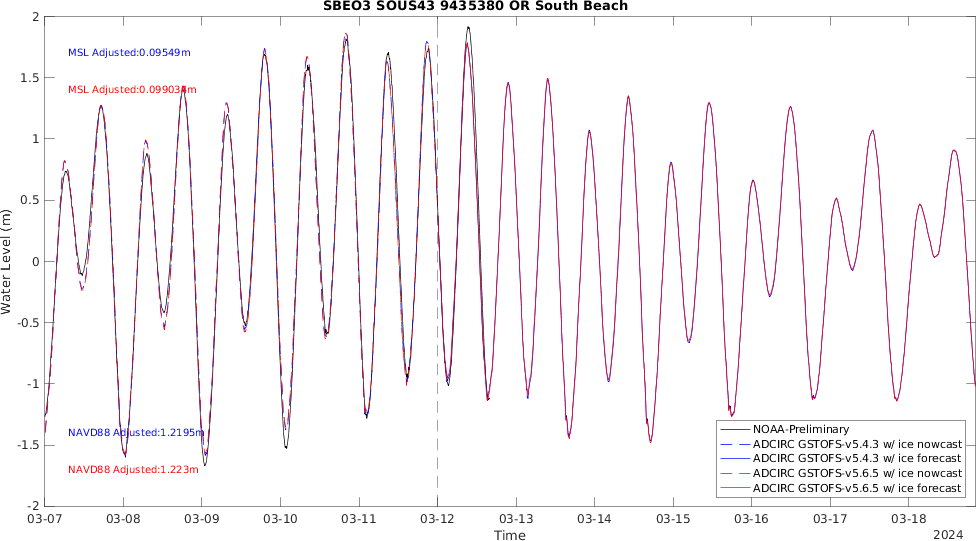 SBEO3 SOUS43 9435380 OR South Beach
Water Level (m)
2
1.5
1
0.5
0
-0.5
-1
-1.5
-2
MSL Adjusted:0.09549m
MSL Adjusted:0.099034m
NAVD88 Adjusted:1.2195m
NAVD88 Adjusted:1.223m
NOAA-Preliminary
ADCIRC GSTOFS-v5.4.3 w/ ice nowcast
ADCIRC GSTOFS-v5.4.3 w/ ice forecast
ADCIRC GSTOFS-v5.6.5 w/ ice nowcast
ADCIRC GSTOFS-v5.6.5 w/ ice forecast
03-07 03-08 03-09 03-10 03-11 03-12 03-13 03-14 03-15 03-16 03-17 03-18
Time
2024